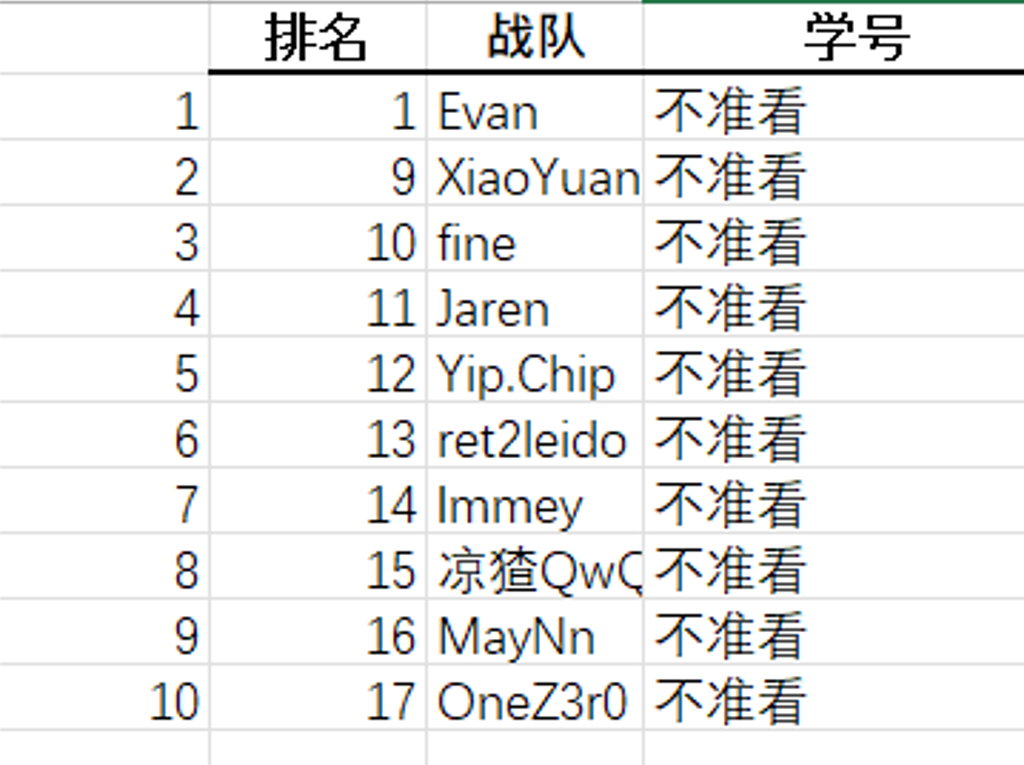 排名 战队 学号
1 1 Evan 不准看
2 9 XiaoYuan 不准看
3 10 fine 不准看
4 11 Jaren 不准看
5 12 Yip.Chip 不准看
6 13 ret2leido 不准看
7 14 Immey 不准看
8 15 凉猹QwQ 不准看
9 16 MayNn 不准看
10 17 OneZ3r0 不准看